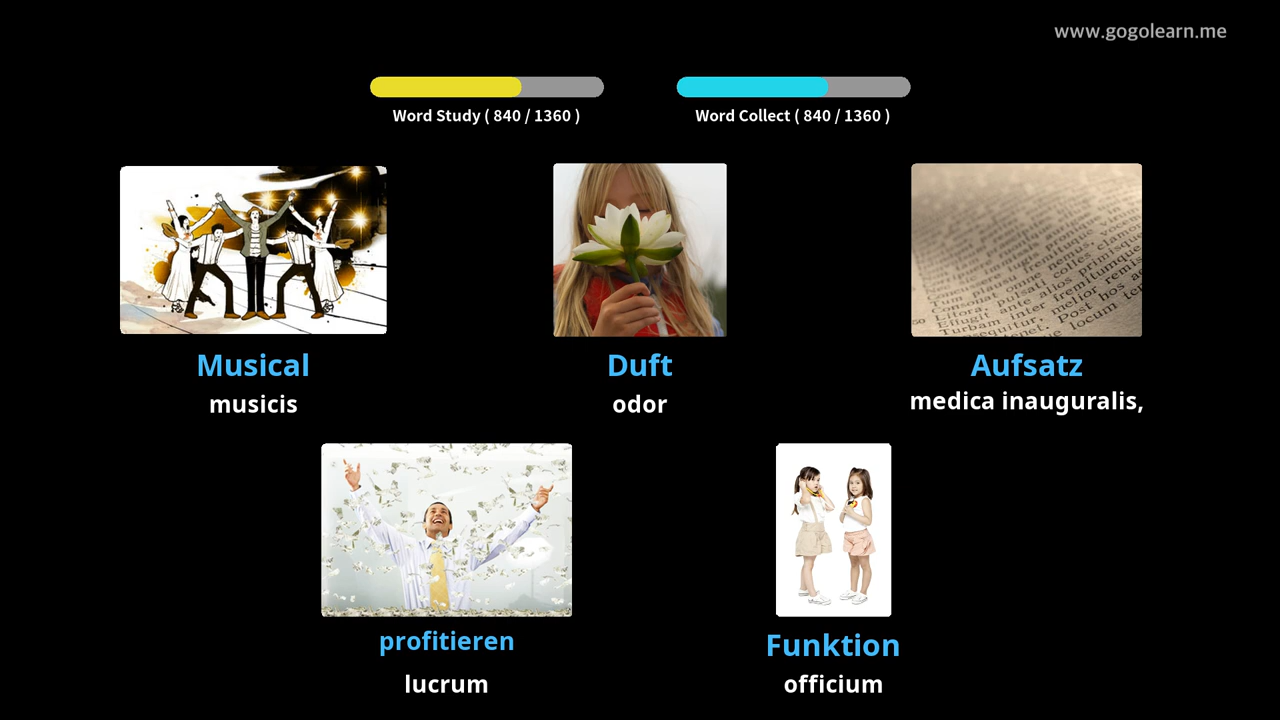 www.gogolearn.me
Word Study ( 840 / 1360 )
Word Collect ( 840 / 1360 )
Musical
musicis
Duft
odor
Aufsatz
medica inauguralis,
profitieren
lucrum
Funktion
officium